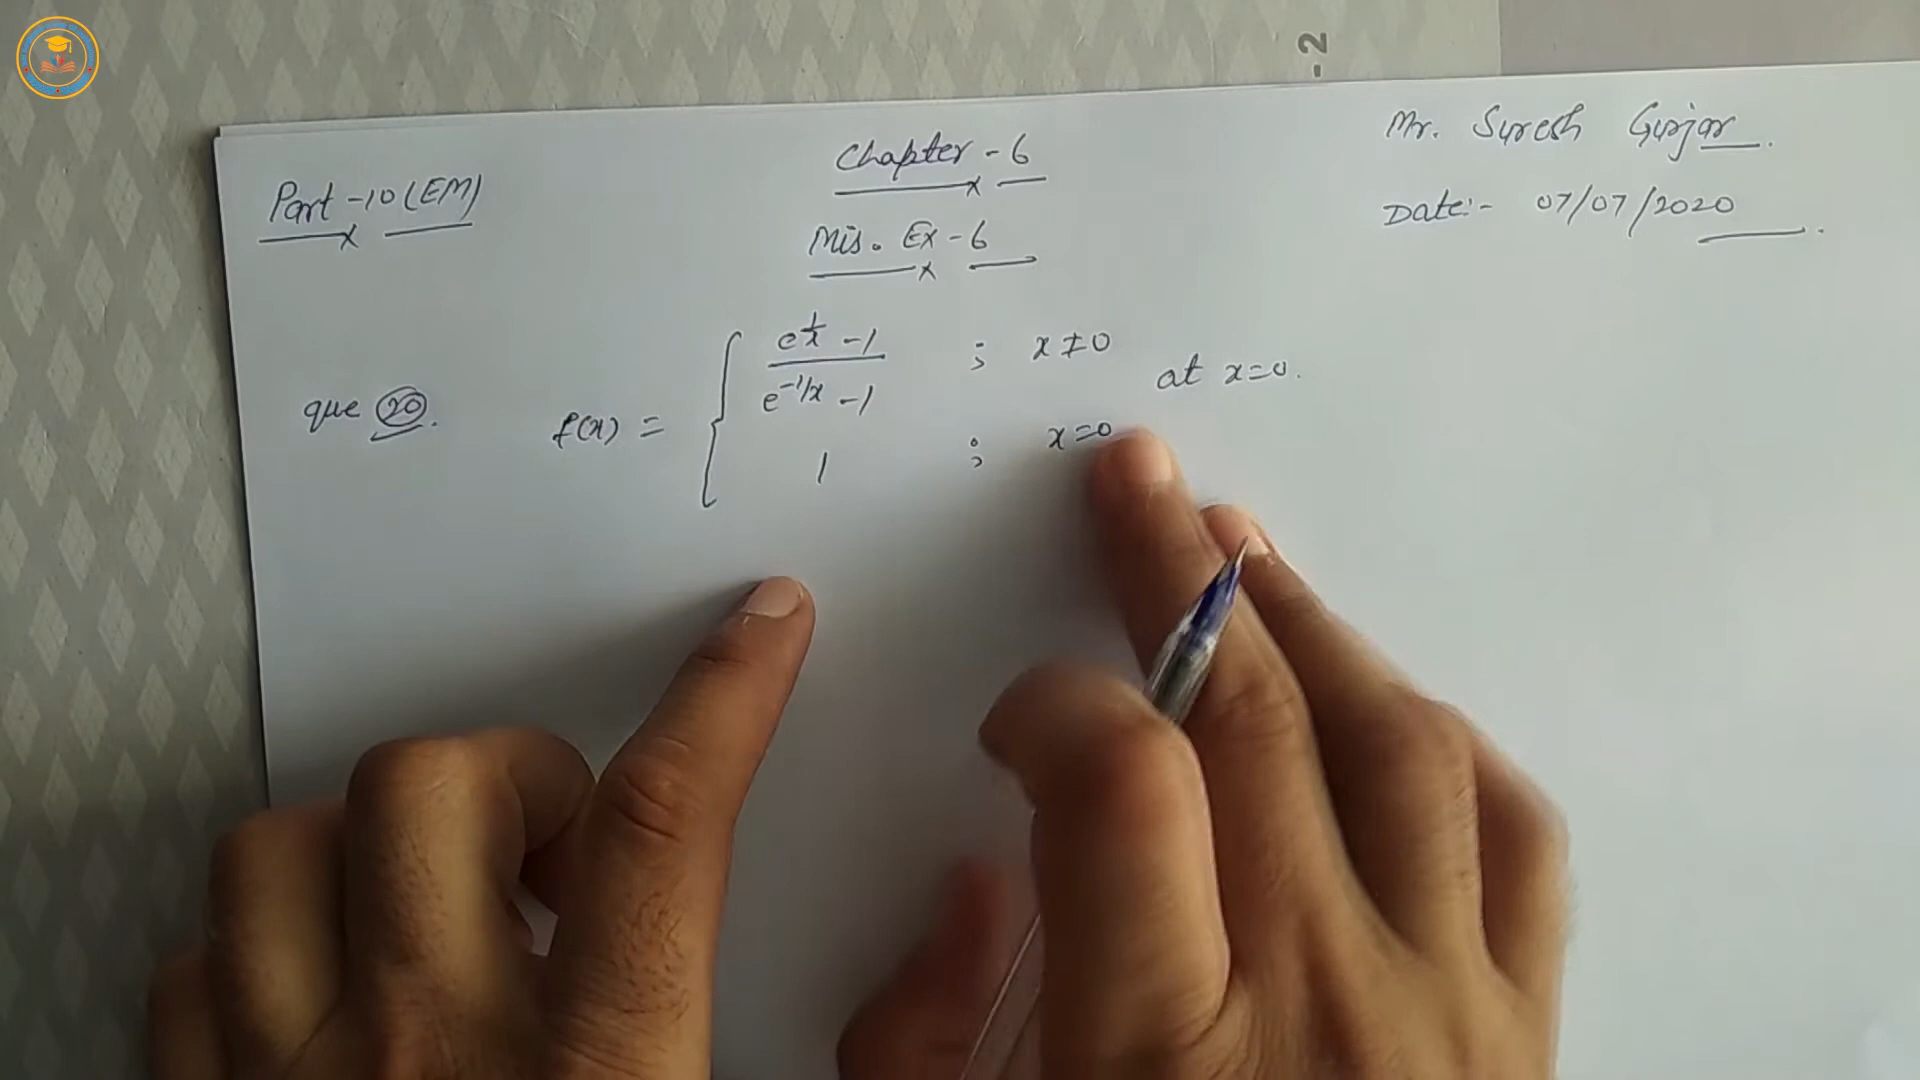 - 2
Mr. Suresh Gurjar.
Date:- 07/07/2020.
Part -10 (EM)
Chapter - 6
Mis. Ex - 6
que 20.
f(x) = { (e^{1/x} -1)/(e^{-1/x} -1) ; x≠0
1 ; x=0
at x=0.